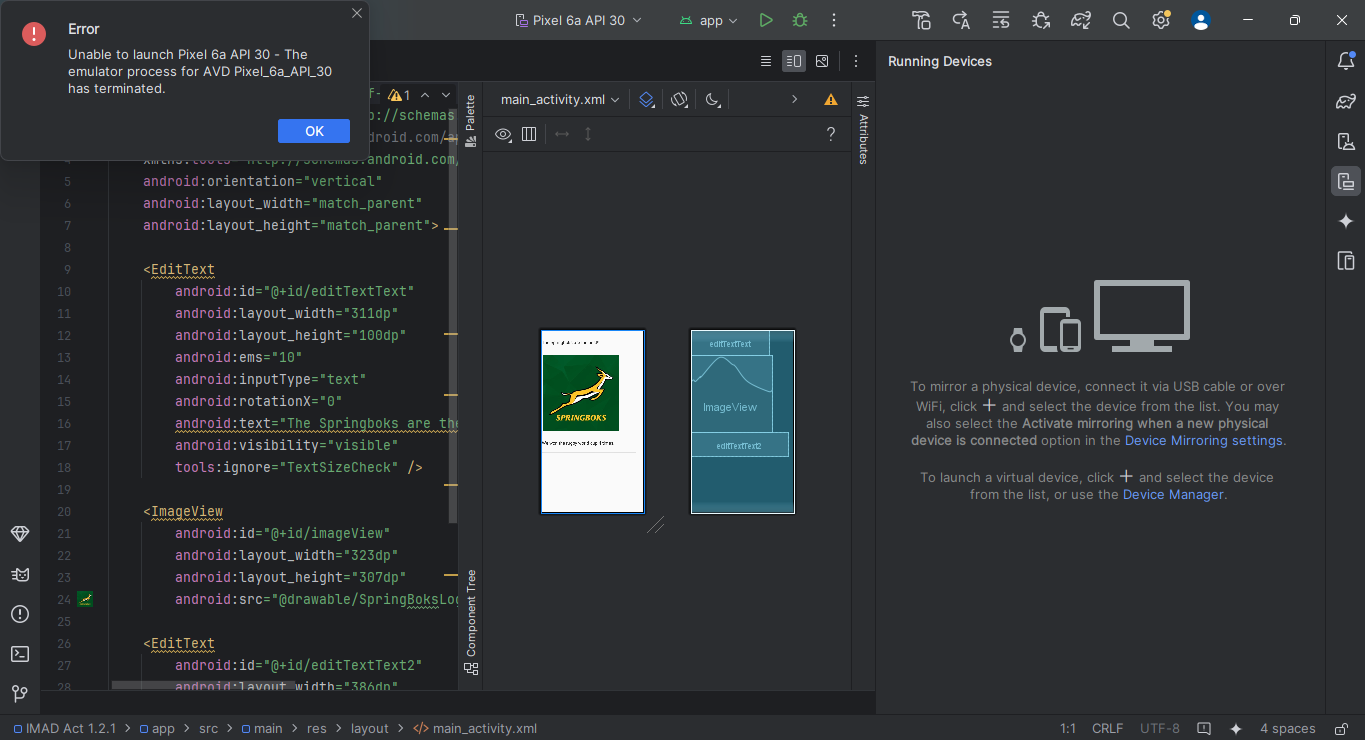 Error
Unable to launch Pixel 6a API 30 - The
emulator process for AVD Pixel_6a_API_30
has terminated.
OK
Pixel 6a API 30
app
Running Devices
1
main_activity.xml
?
Palette
Attributes
Component Tree
p://schemas
droid.com/a
xmlns:tools="http://schemas.android.com/
5 android:orientation="vertical"
6 android:layout_width="match_parent"
7 android:layout_height="match_parent">
8
9 <EditText
10 android:id="@+id/editTextText"
11 android:layout_width="311dp"
12 android:layout_height="100dp"
13 android:ems="10"
14 android:inputType="text"
15 android:rotationX="0"
16 android:text="The Springboks are the
17 android:visibility="visible"
18 tools:ignore="TextSizeCheck" />
19
20 <ImageView
21 android:id="@+id/imageView"
22 android:layout_width="323dp"
23 android:layout_height="307dp"
24 android:src="@drawable/SpringBoksLog
25
26 <EditText
27 android:id="@+id/editTextText2"
28 android:layout_width="386dp"
SPRINGBOKS
editTextText
ImageView
editTextText2
To mirror a physical device, connect it via USB cable or over
WiFi, click + and select the device from the list. You may
also select the Activate mirroring when a new physical
device is connected option in the Device Mirroring settings.
To launch a virtual device, click + and select the device
from the list, or use the Device Manager.
IMAD Act 1.2.1 > app > src > main > res > layout > </> main_activity.xml
1:1 CRLF UTF-8 4 spaces